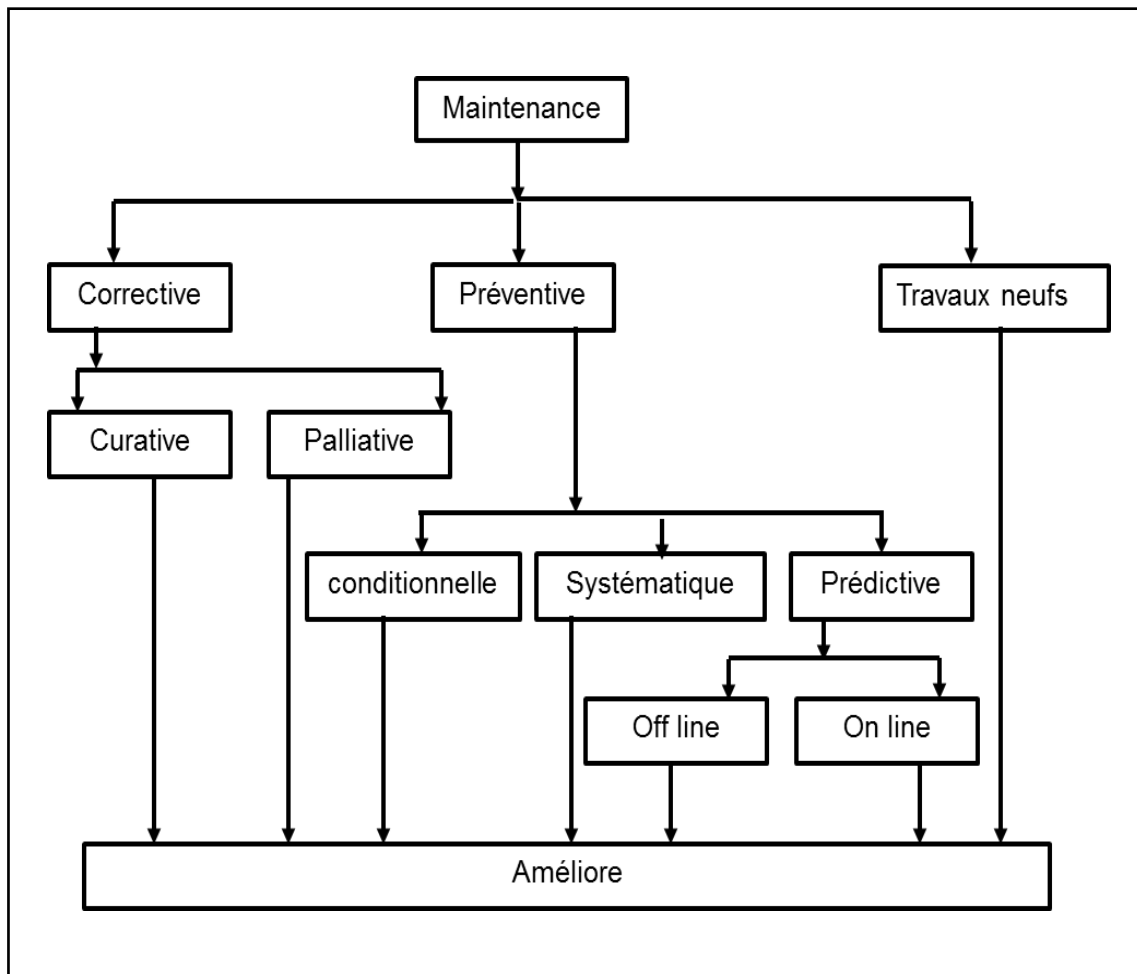 Maintenance
Corrective
Préventive
Travaux neufs
Curative
Palliative
conditionnelle
Systématique
Prédictive
Off line
On line
Améliore